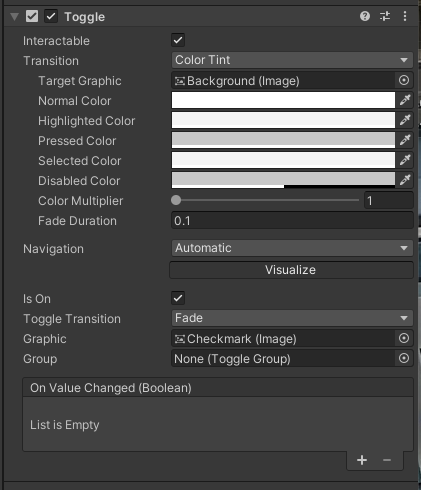 Toggle
Interactable
Transition Color Tint
Target Graphic Background (Image)
Normal Color
Highlighted Color
Pressed Color
Selected Color
Disabled Color
Color Multiplier 1
Fade Duration 0.1
Navigation Automatic
Visualize
Is On
Toggle Transition Fade
Graphic Checkmark (Image)
Group None (Toggle Group)
On Value Changed (Boolean)
List is Empty